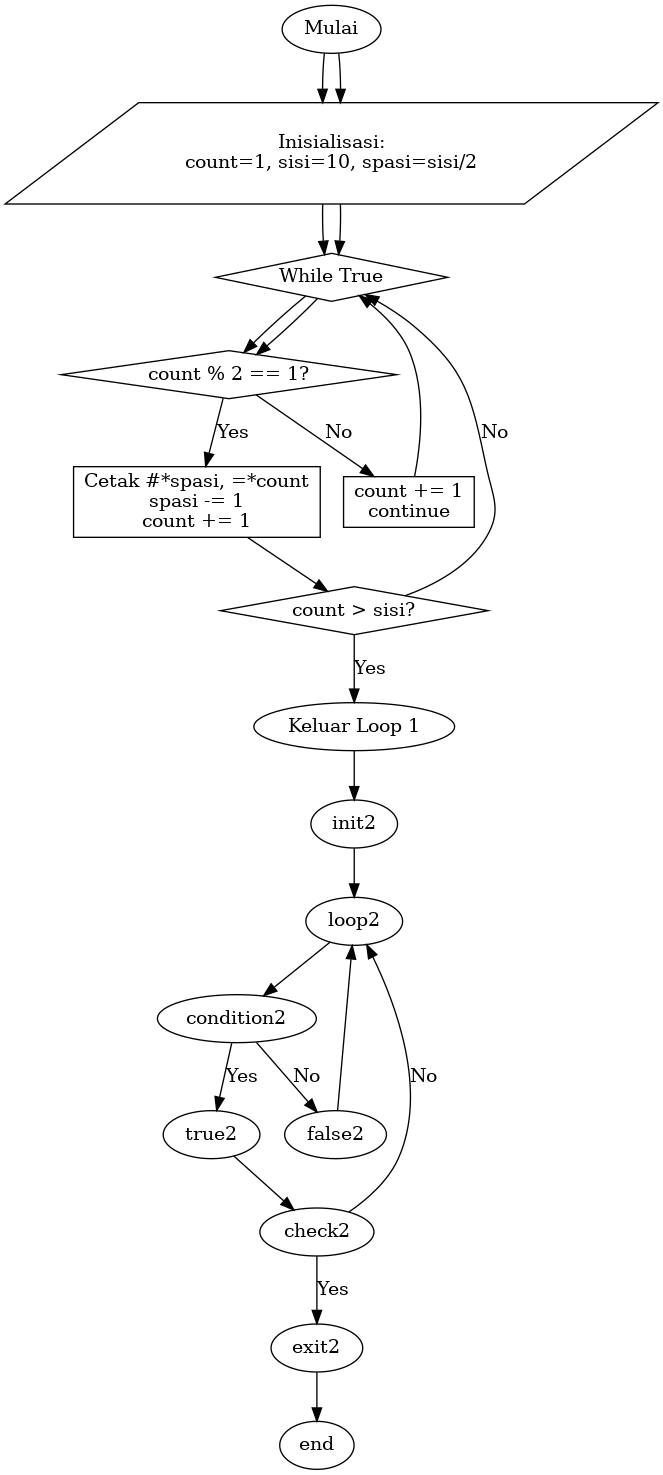 Mulai
Inisialisasi:
count=1, sisi=10, spasi=sisi/2
While True
count % 2 == 1?
Yes
No
Cetak #*spasi, =*count
spasi -= 1
count += 1
count += 1
continue
No
count > sisi?
Yes
Keluar Loop 1
init2
loop2
condition2
Yes
No
No
true2
false2
check2
Yes
exit2
end